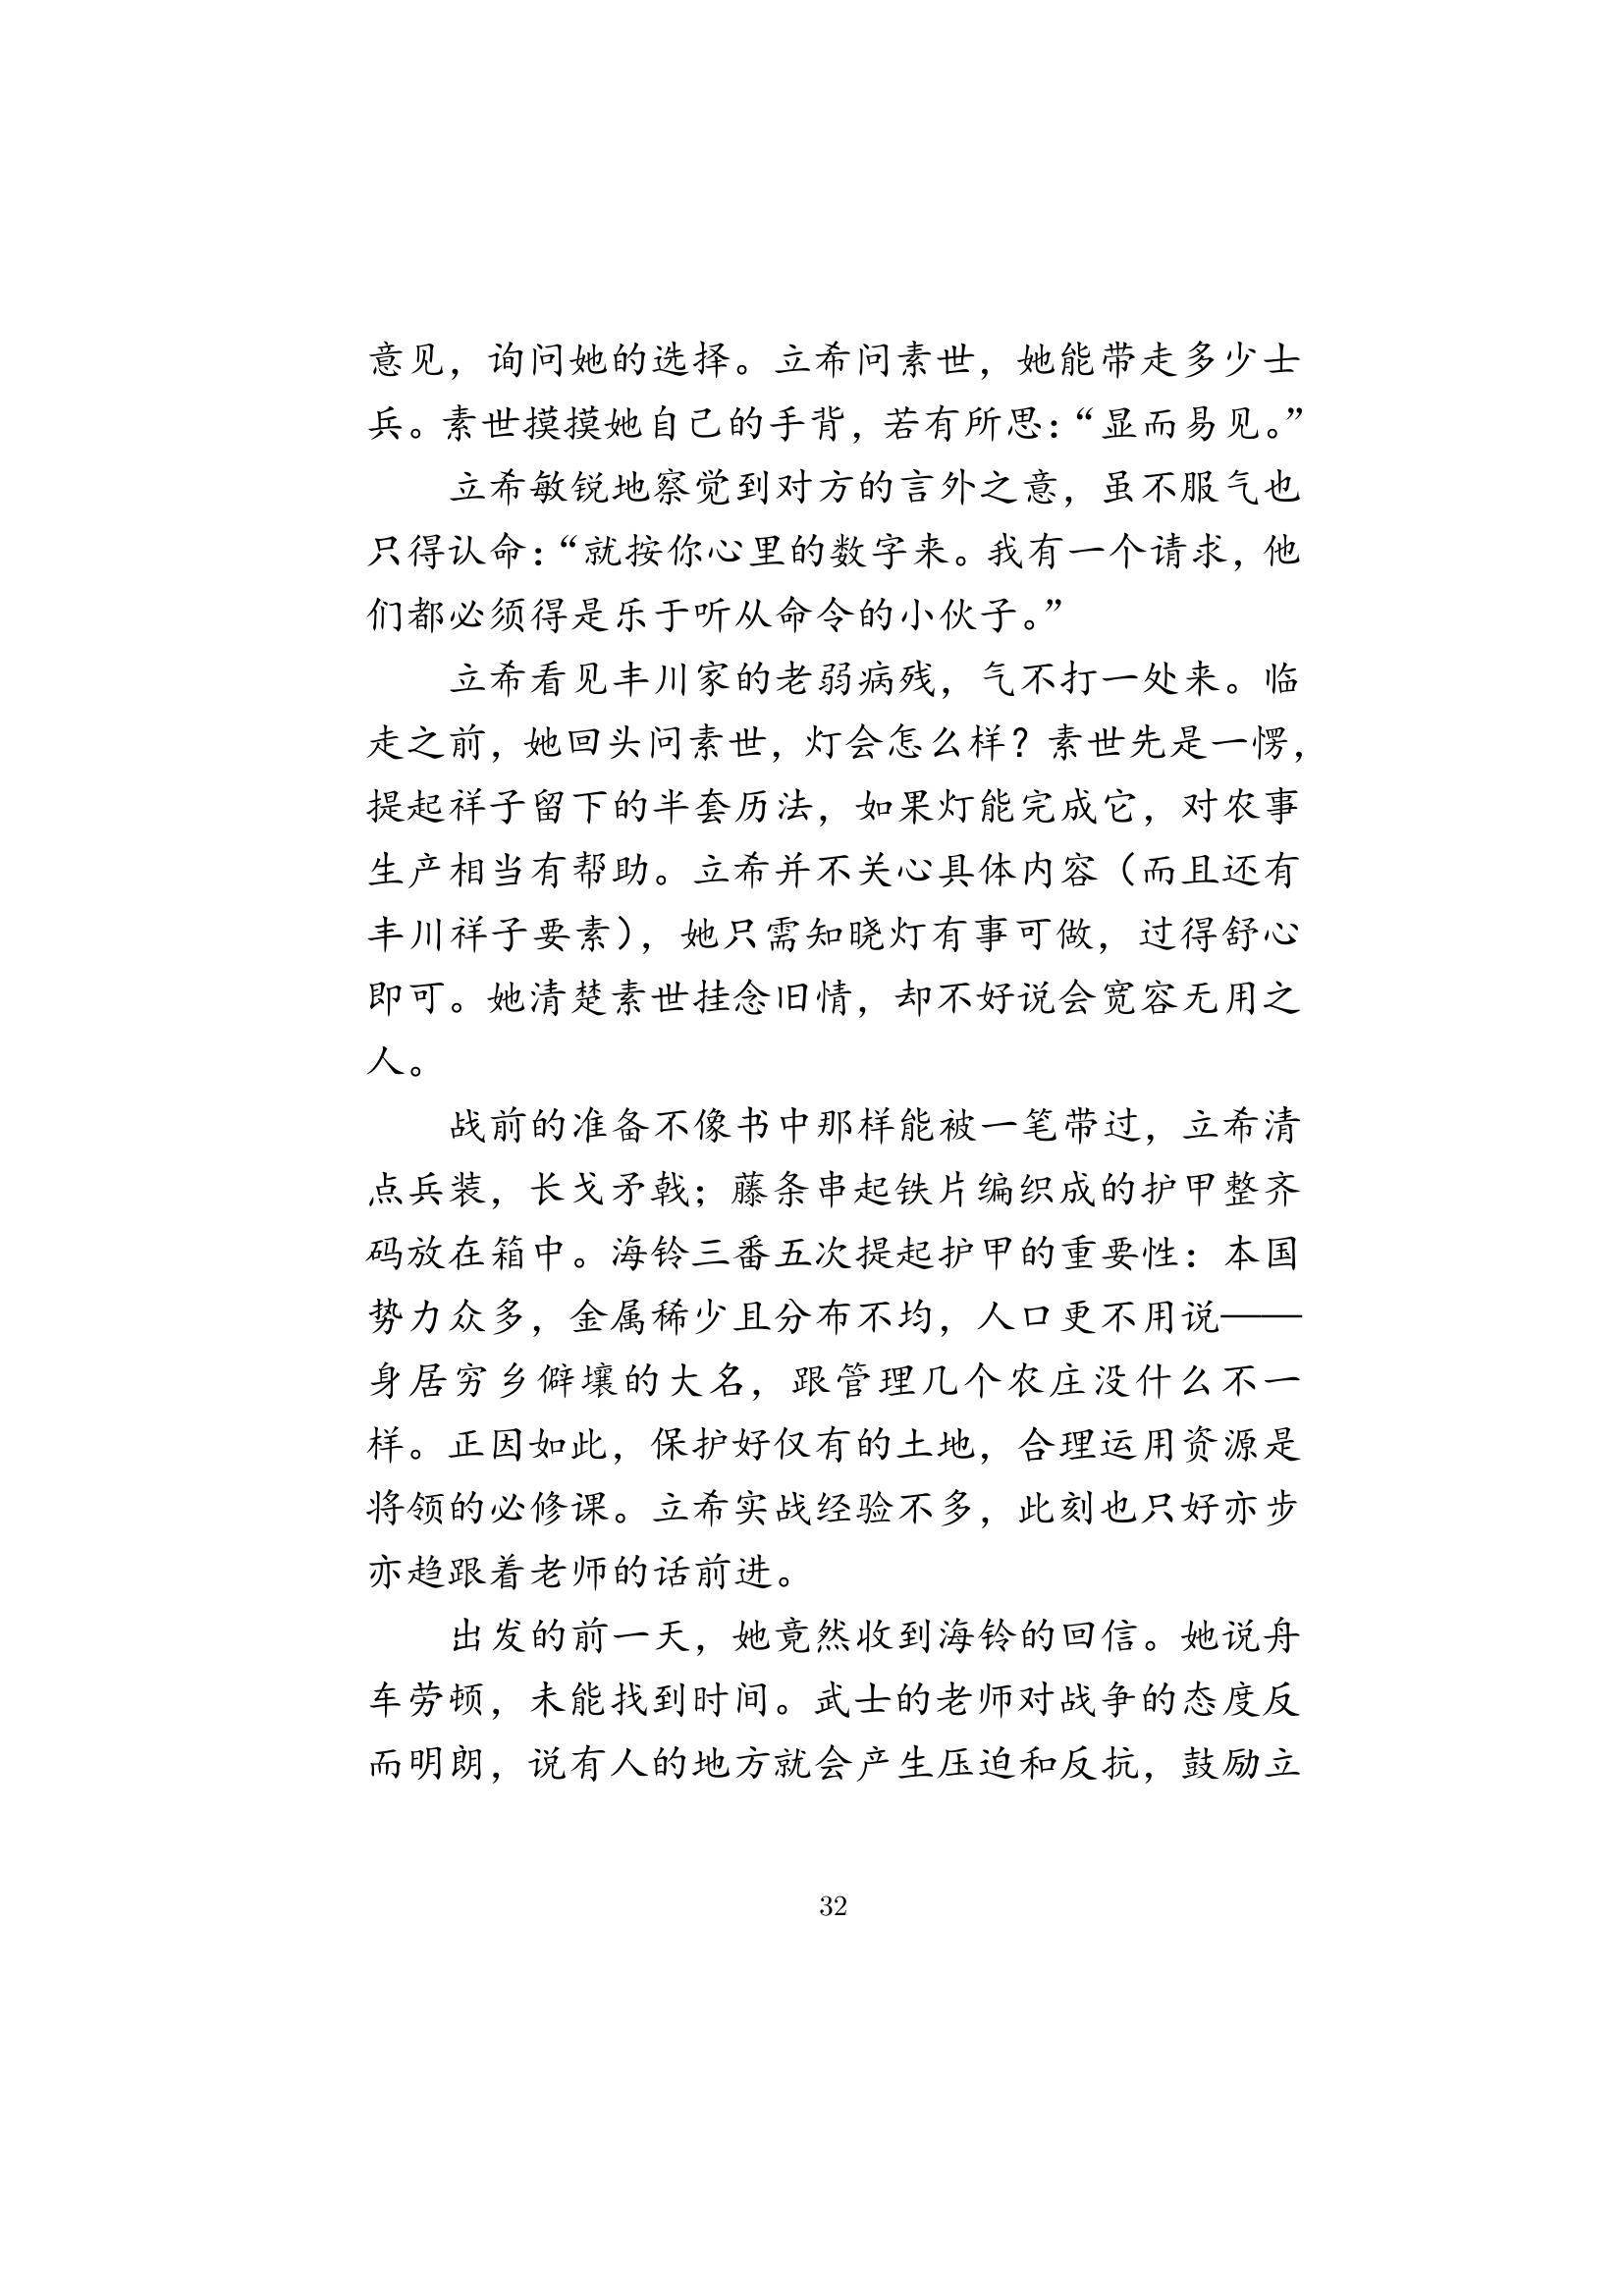 意见，询问她的选择。立希问素世，她能带走多少士
兵。素世摸摸她自己的手背，若有所思：“显而易见。”
立希敏锐地察觉到对方的言外之意，虽不服气也
只得认命：“就按你心里的数字来。我有一个请求，他
们都必须得是乐于听从命令的小伙子。”
立希看见丰川家的老弱病残，气不打一处来。临
走之前，她回头问素世，灯会怎么样？素世先是一愣，
提起祥子留下的半套历法，如果灯能完成它，对农事
生产相当有帮助。立希并不关心具体内容（而且还有
丰川祥子要素），她只需知晓灯有事可做，过得舒心
即可。她清楚素世挂念旧情，却不好说会宽容无用之
人。
战前的准备不像书中那样能被一笔带过，立希清
点兵装，长戈矛戟；藤条串起铁片编织成的护甲整齐
码放在箱中。海铃三番五次提起护甲的重要性：本国
势力众多，金属稀少且分布不均，人口更不用说——
身居穷乡僻壤的大名，跟管理几个农庄没什么不一
样。正因如此，保护好仅有的土地，合理运用资源是
将领的必修课。立希实战经验不多，此刻也只好亦步
亦趋跟着老师的话前进。
出发的前一天，她竟然收到海铃的回信。她说舟
车劳顿，未能找到时间。武士的老师对战争的态度反
而明朗，说有人的地方就会产生压迫和反抗，鼓励立
32